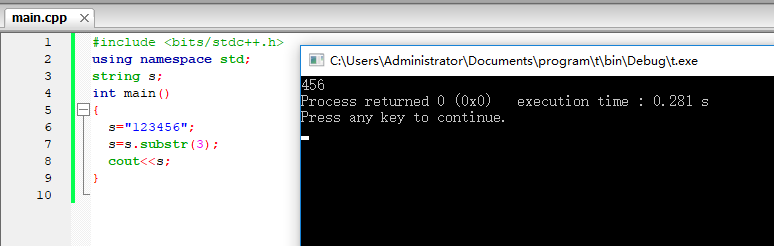 main.cpp
1 #include <bits/stdc++.h>
2 using namespace std;
3 string s;
4 int main()
5 {
6 s="123456";
7 s=s.substr(3);
8 cout<<s;
9 }
10
C:\Users\Administrator\Documents\program\t\bin\Debug\t.exe
456
Process returned 0 (0x0) execution time : 0.281 s
Press any key to continue.